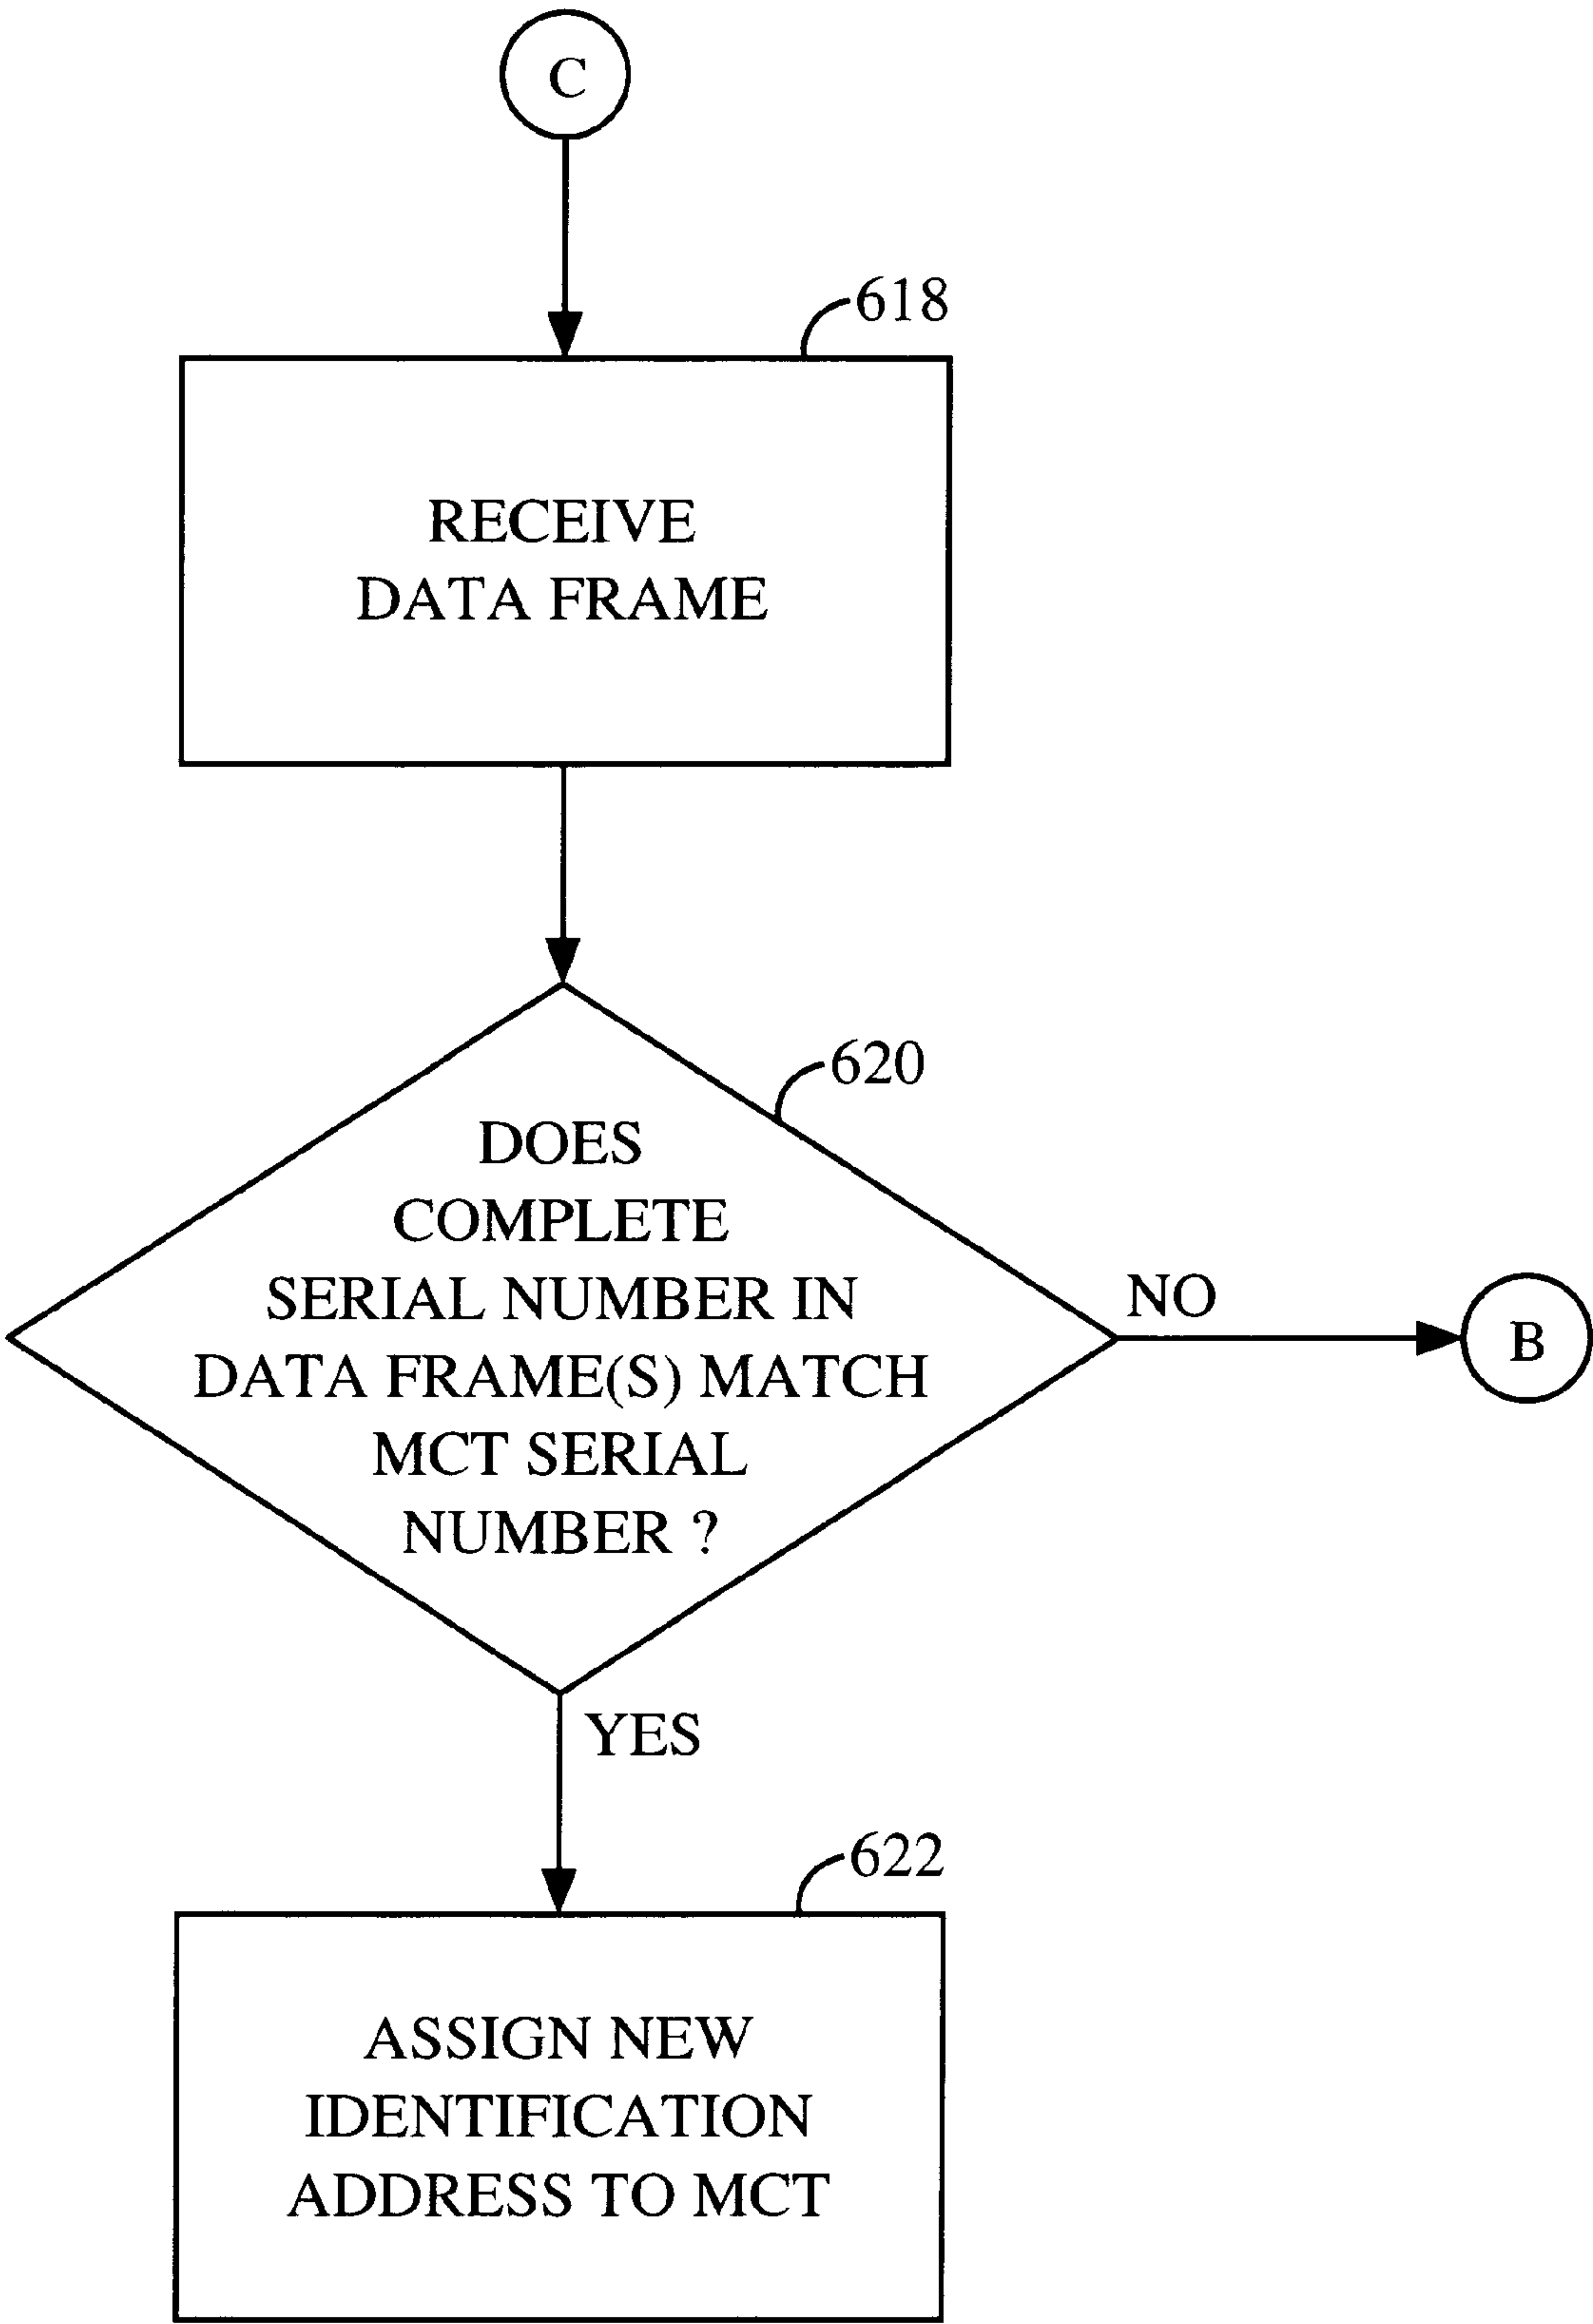 C
618
RECEIVE
DATA FRAME
620
DOES
COMPLETE
SERIAL NUMBER IN
DATA FRAME(S) MATCH
MCT SERIAL
NUMBER ?
NO
B
YES
622
ASSIGN NEW
IDENTIFICATION
ADDRESS TO MCT